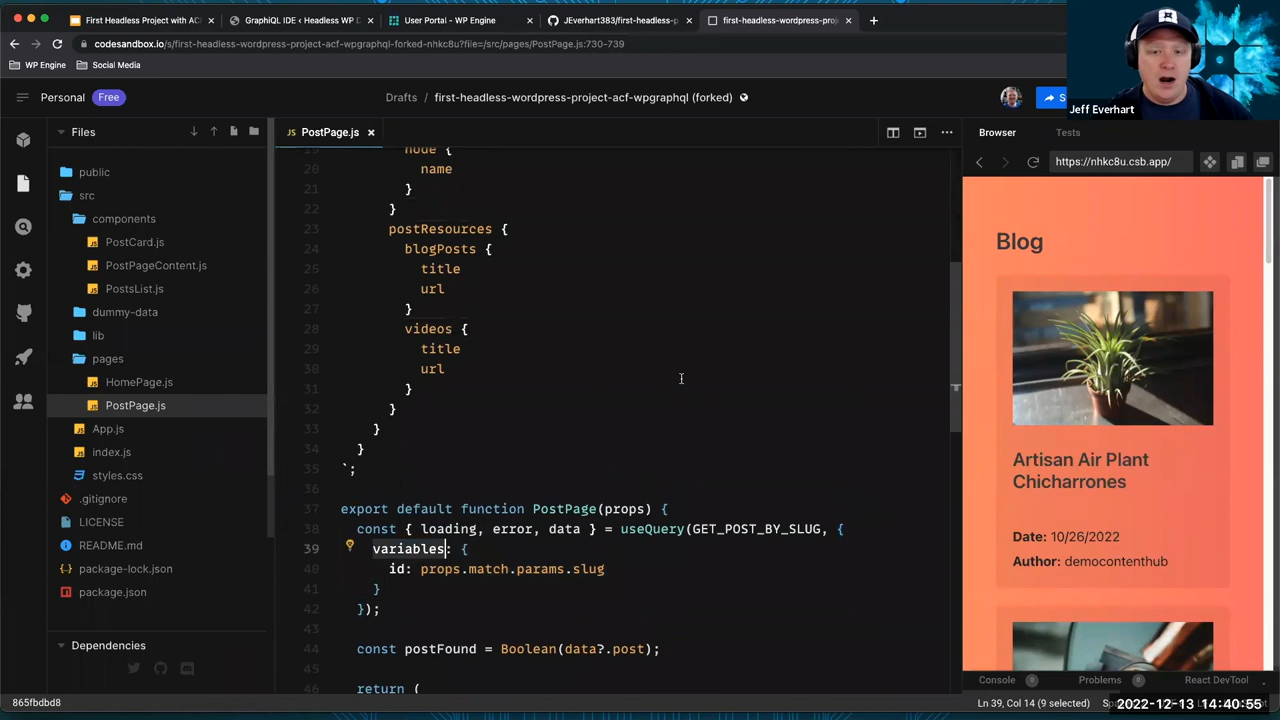 First Headless Project with ACF
GraphiQL IDE ‹ Headless WP D
User Portal - WP Engine
JEverhart383/first-headless-p
first-headless-wordpress-proj
codesandbox.io/s/first-headless-wordpress-project-acf-wpgraphql-forked-nhkc8u?file=/src/pages/PostPage.js:730-739
WP Engine
Social Media
Jeff Everhart
Personal
Free
Drafts / first-headless-wordpress-project-acf-wpgraphql (forked)
Files
public
src
components
PostCard.js
PostPageContent.js
PostsList.js
dummy-data
lib
pages
HomePage.js
PostPage.js
App.js
index.js
styles.css
.gitignore
LICENSE
README.md
package-lock.json
package.json
Dependencies
865fbdbd8
PostPage.js
19 node {
20 name
21 }
22 }
23 postResources {
24 blogPosts {
25 title
26 url
27 }
28 videos {
29 title
30 url
31 }
32 }
33 }
34 }
35 `;
36
37 export default function PostPage(props) {
38 const { loading, error, data } = useQuery(GET_POST_BY_SLUG, {
39 variables: {
40 id: props.match.params.slug
41 }
42 });
43
44 const postFound = Boolean(data?.post);
45
46 return (
Browser
Tests
https://nhkc8u.csb.app/
Blog
Artisan Air Plant
Chicharrones
Date: 10/26/2022
Author: democontenthub
Console 0
Problems 0
React DevTool
Ln 39, Col 14 (9 selected)
2022-12-13 14:40:55